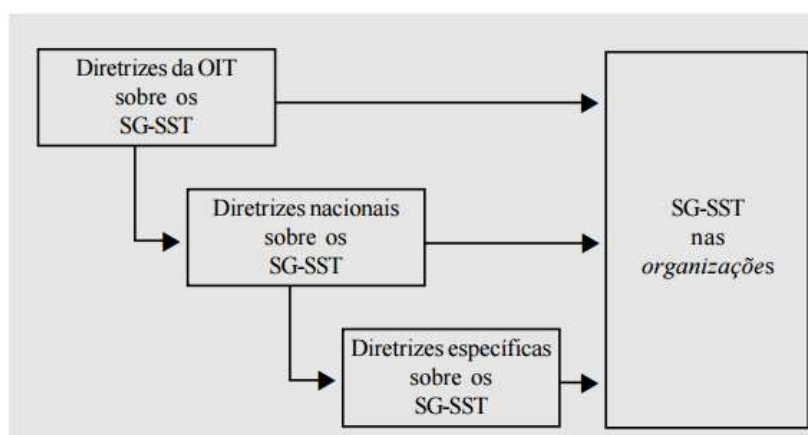 Diretrizes da OIT
sobre os
SG-SST
Diretrizes nacionais
sobre os
SG-SST
Diretrizes específicas
sobre os
SG-SST
SG-SST
nas
organizações